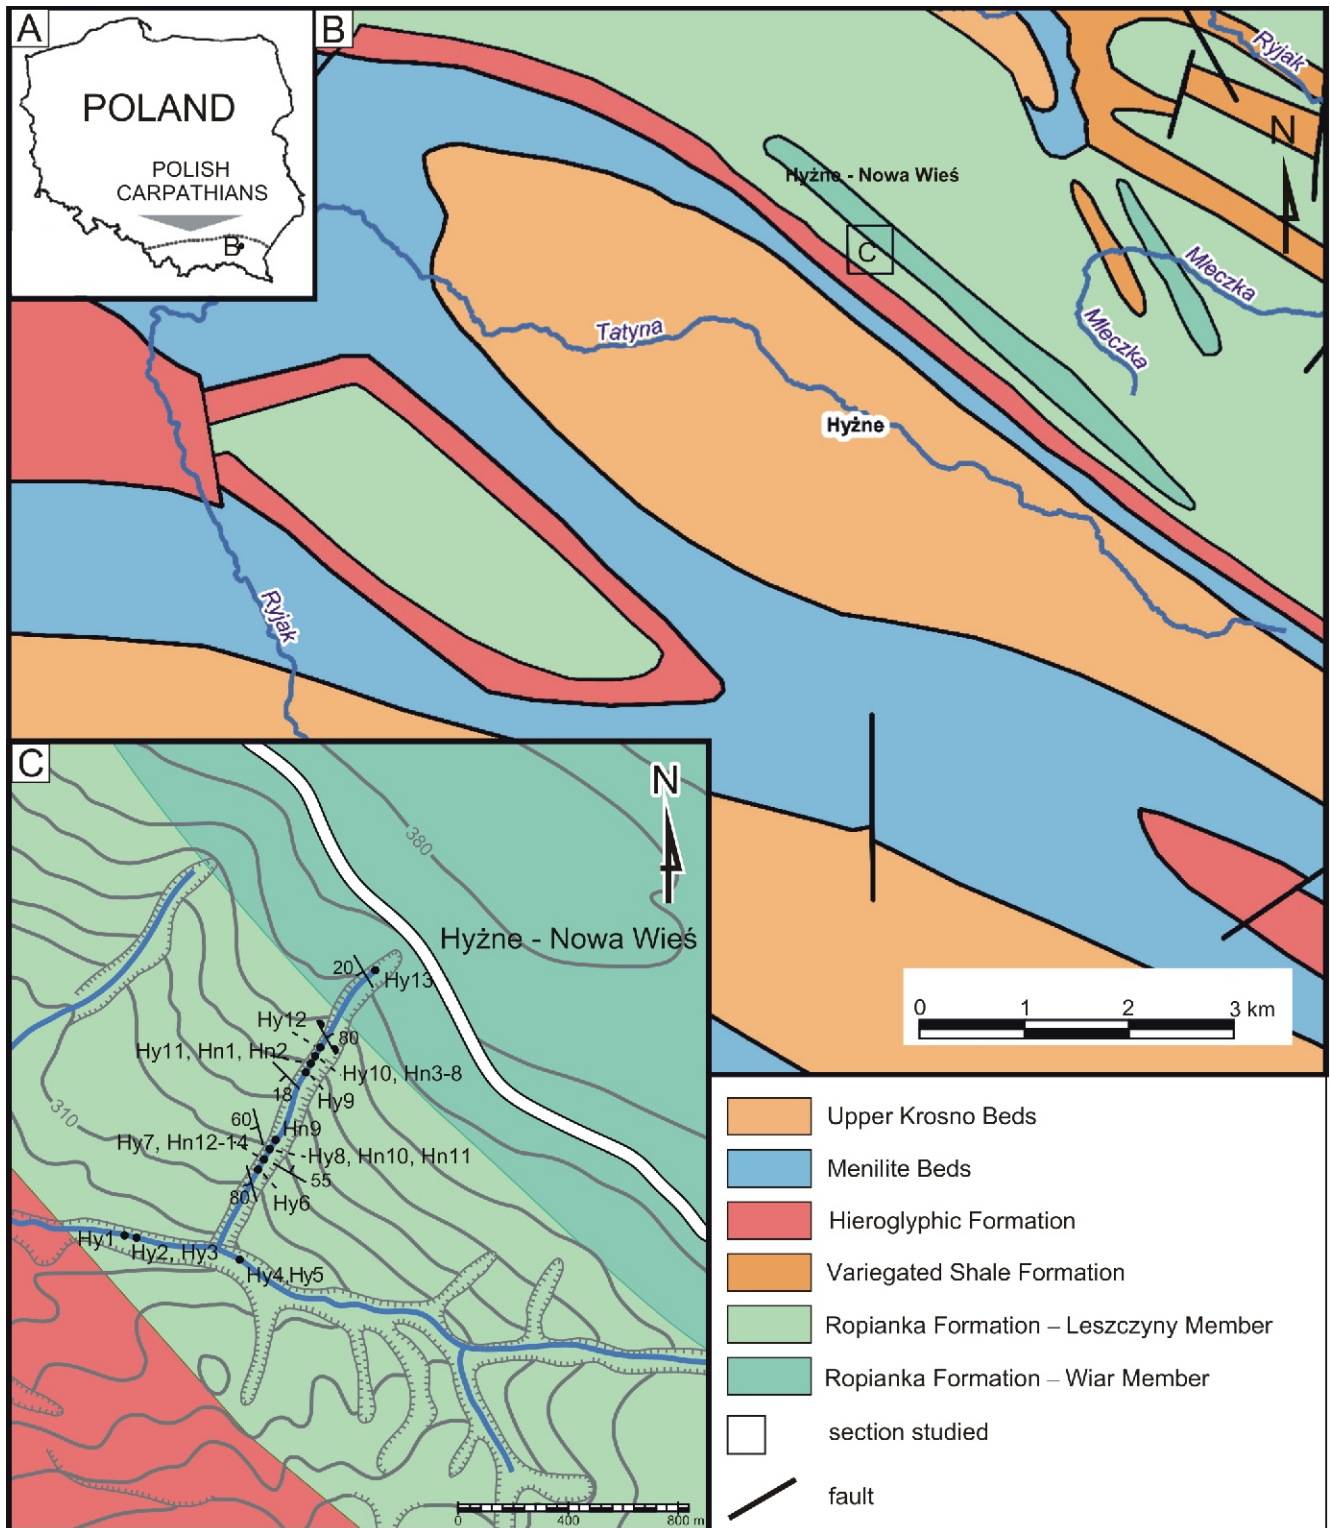 A
POLAND
POLISH
CARPATHIANS
B
B
Ryjak
N
Hyżne - Nowa Wieś
C
Mleczka
Mleczka
Tatyna
Hyżne
Ryjak
0 1 2 3 km
C
N
380
Hyżne - Nowa Wieś
20
Hy13
Hy12
80
Hy11, Hn1, Hn2
Hy10, Hn3-8
18
Hy9
310
60
Hn9
Hy7, Hn12-14
Hy8, Hn10, Hn11
55
80
Hy6
Hy1
Hy2, Hy3
Hy4,Hy5
0 400 800 m
Upper Krosno Beds
Menilite Beds
Hieroglyphic Formation
Variegated Shale Formation
Ropianka Formation – Leszczyny Member
Ropianka Formation – Wiar Member
section studied
fault